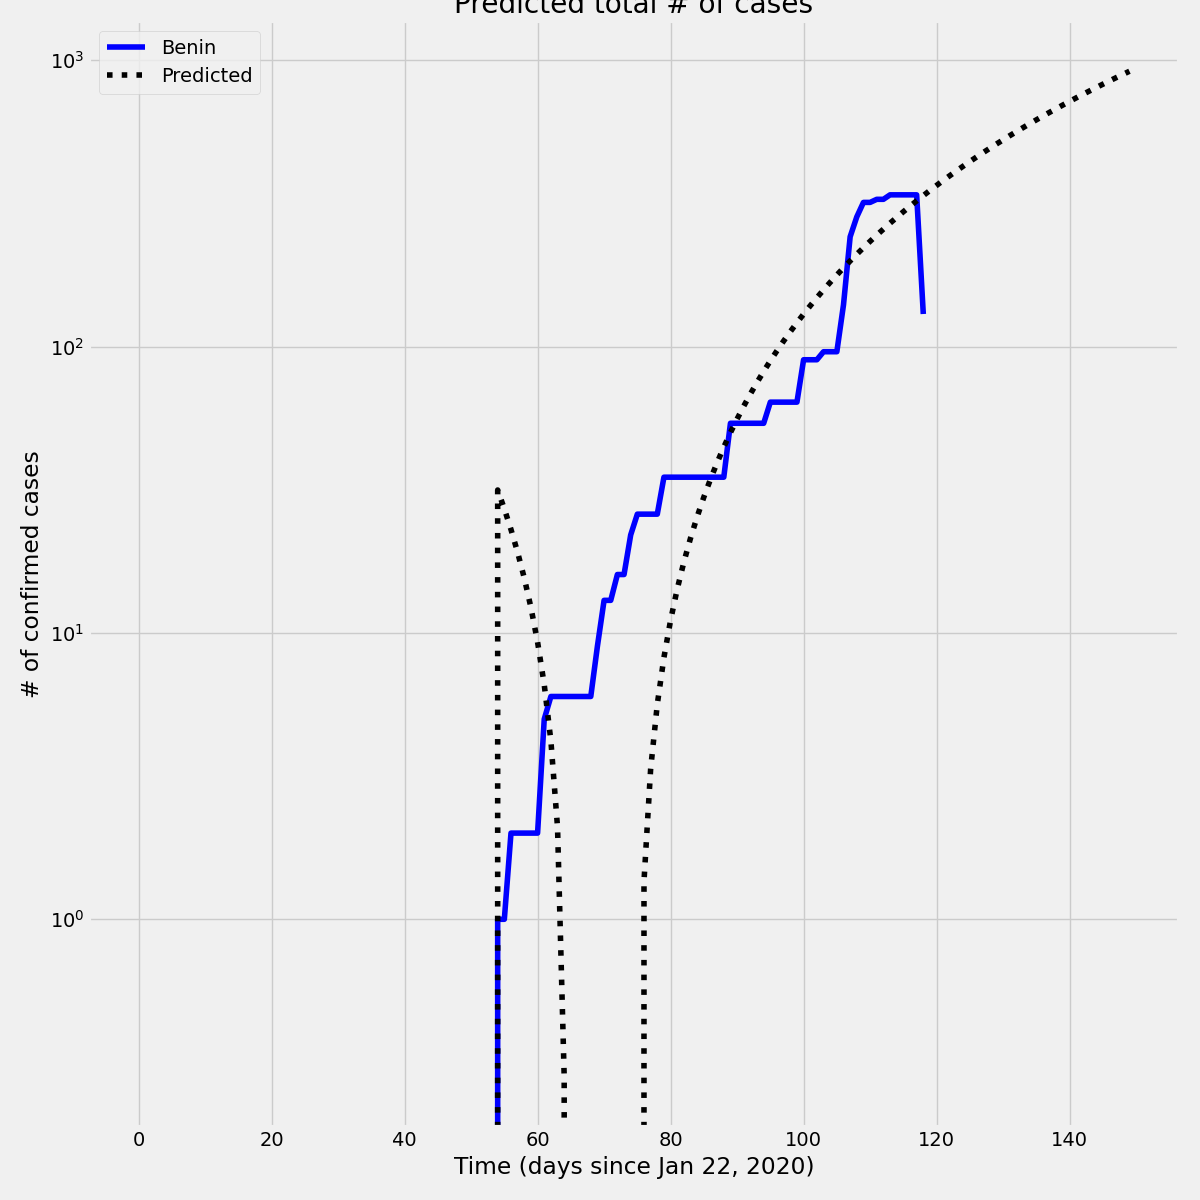 Predicted total # of cases
Benin
Predicted
10³
10²
10¹
10⁰
# of confirmed cases
0 20 40 60 80 100 120 140
Time (days since Jan 22, 2020)